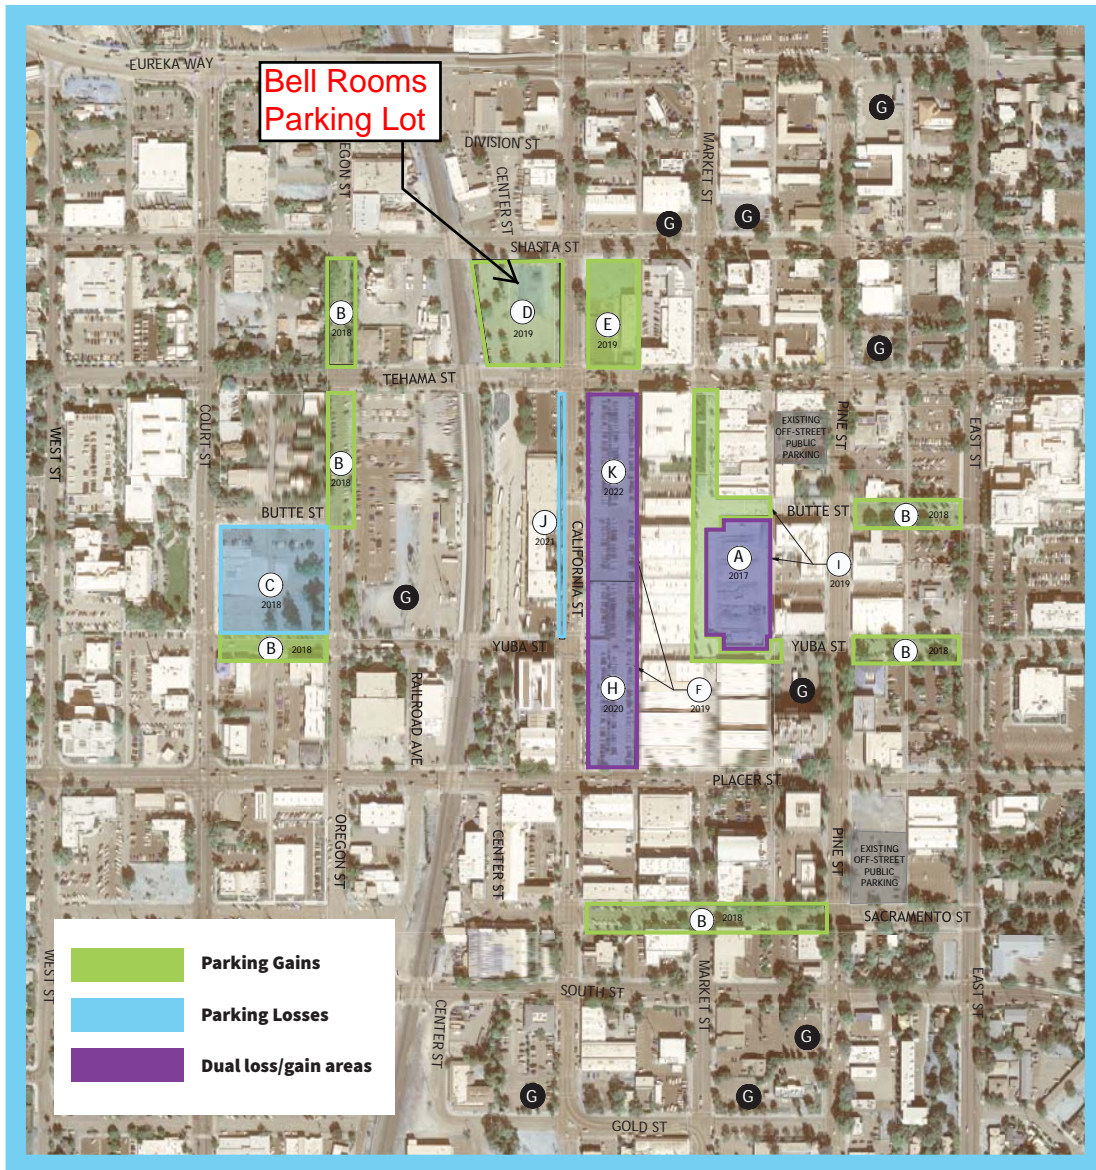 EUREKA WAY
Bell Rooms
Parking Lot
G
DIVISION ST
MARKET ST
EGON ST
CENTER ST
G
G
SHASTA ST
B
2018
D
2019
E
2019
G
TEHAMA ST
COURT ST
WEST ST
PINE ST
EAST ST
EXISTING
OFF-STREET
PUBLIC
PARKING
B
2018
K
2022
BUTTE ST
BUTTE ST
B
2018
J
2021
CALIFORNIA ST
A
2017
I
2019
C
2018
G
B
2018
YUBA ST
YUBA ST
B
2018
RAILROAD AVE
H
2020
F
2019
G
PLACER ST
OREGON ST
CENTER ST
PINE ST
EXISTING
OFF-STREET
PUBLIC
PARKING
B
2018
SACRAMENTO ST
Parking Gains
Parking Losses
Dual loss/gain areas
WEST ST
CENTER ST
SOUTH ST
MARKET ST
EAST ST
G
G
G
GOLD ST